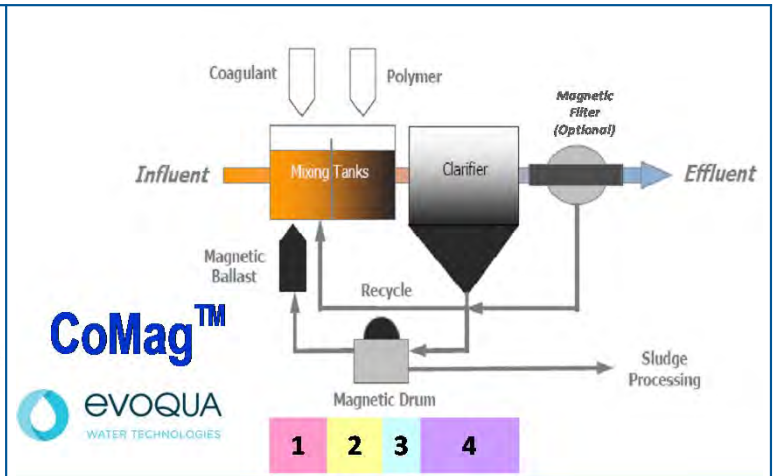 Coagulant
Polymer
Magnetic
Filter
(Optional)
Influent
Mixing Tanks
Clarifier
Effluent
Magnetic
Ballast
Recycle
CoMag™
Sludge
Processing
Magnetic Drum
evoQUA
WATER TECHNOLOGIES
1 2 3 4